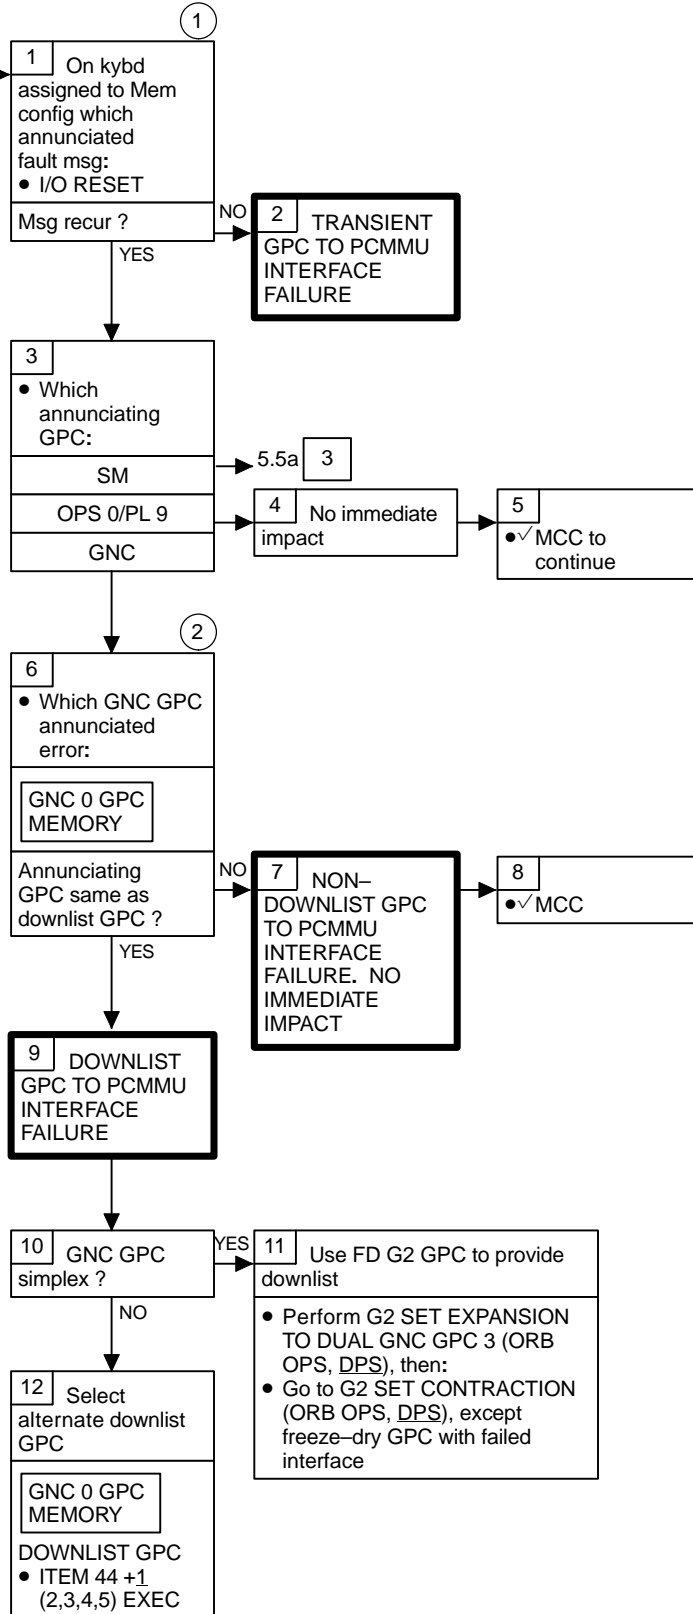 1
1 On kybd
assigned to Mem
config which
annunciated
fault msg:
● I/O RESET
Msg recur ?
NO
YES
2 TRANSIENT
GPC TO PCMMU
INTERFACE
FAILURE
3
● Which
annunciating
GPC:
SM
5.5a 3
OPS 0/PL 9
4 No immediate
impact
5
●√MCC to
continue
GNC
2
6
● Which GNC GPC
annunciated
error:
GNC 0 GPC
MEMORY
Annunciating
GPC same as
downlist GPC ?
NO
YES
7 NON–
DOWNLIST GPC
TO PCMMU
INTERFACE
FAILURE. NO
IMMEDIATE
IMPACT
8
●√MCC
9 DOWNLIST
GPC TO PCMMU
INTERFACE
FAILURE
10 GNC GPC
simplex ?
YES
NO
11 Use FD G2 GPC to provide
downlist
● Perform G2 SET EXPANSION
TO DUAL GNC GPC 3 (ORB
OPS, DPS), then:
● Go to G2 SET CONTRACTION
(ORB OPS, DPS), except
freeze–dry GPC with failed
interface
12 Select
alternate downlist
GPC
GNC 0 GPC
MEMORY
DOWNLIST GPC
● ITEM 44 +1
(2,3,4,5) EXEC